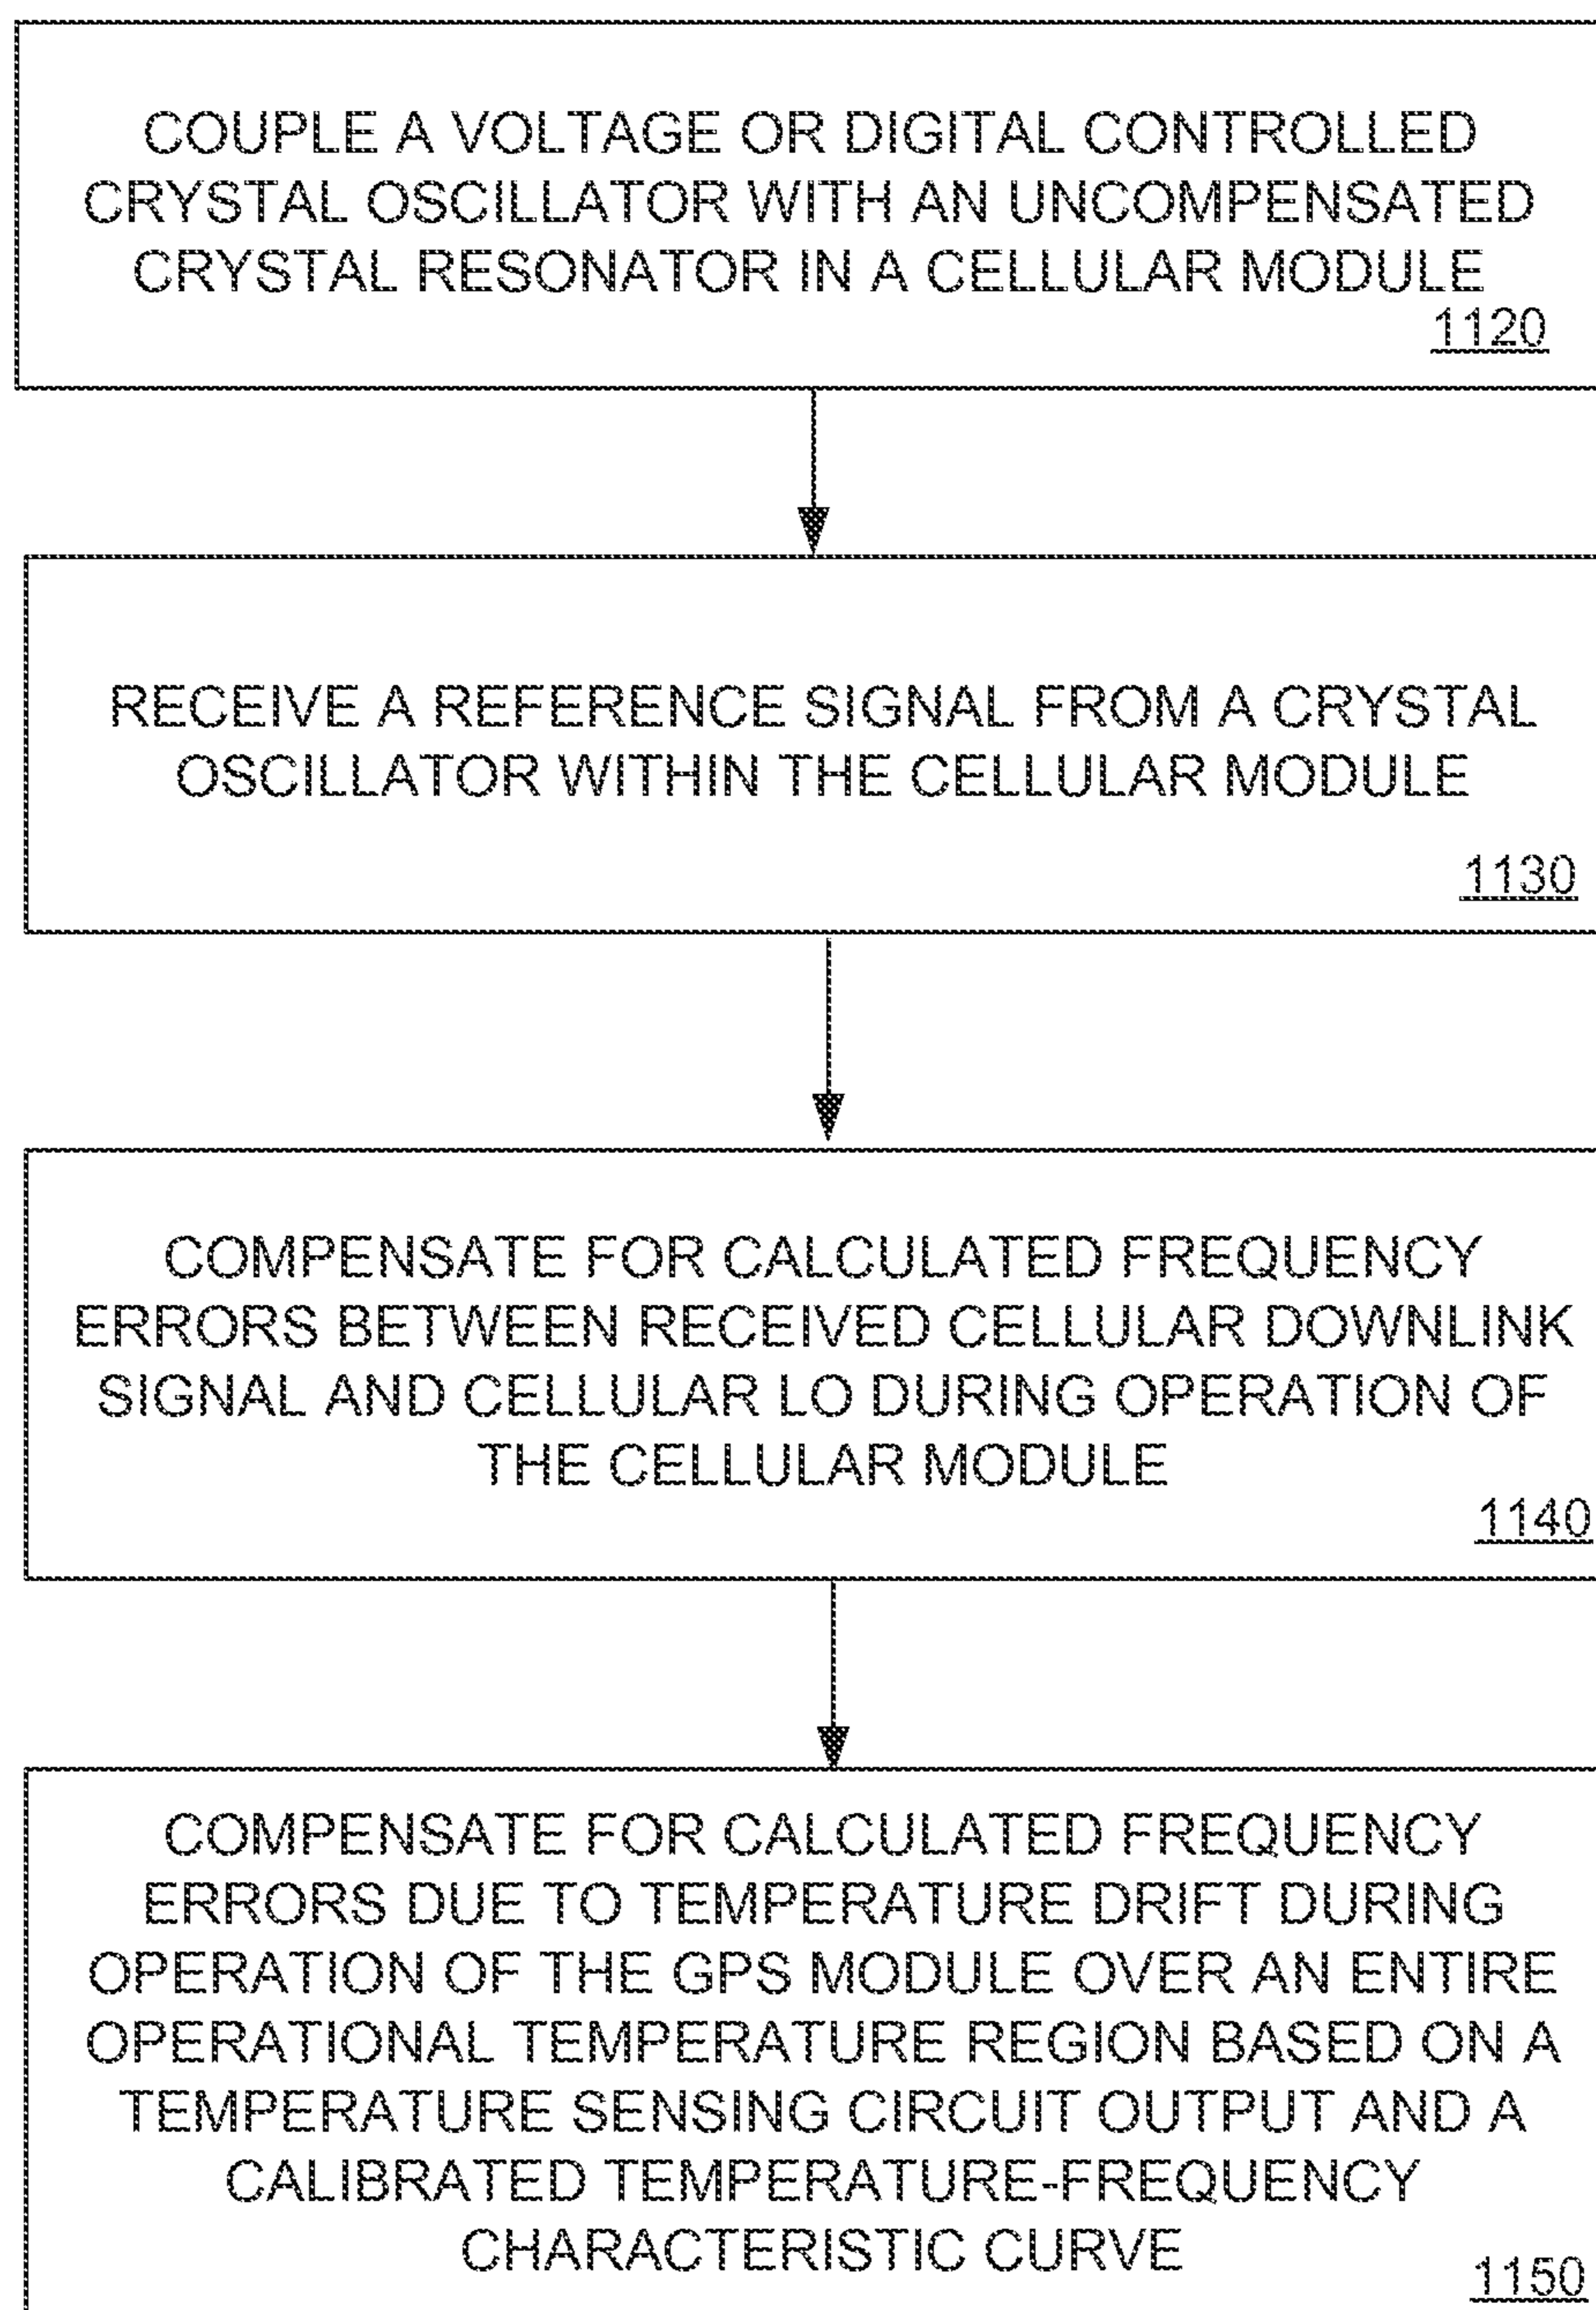 COUPLE A VOLTAGE OR DIGITAL CONTROLLED
CRYSTAL OSCILLATOR WITH AN UNCOMPENSATED
CRYSTAL RESONATOR IN A CELLULAR MODULE
1120
RECEIVE A REFERENCE SIGNAL FROM A CRYSTAL
OSCILLATOR WITHIN THE CELLULAR MODULE
1130
COMPENSATE FOR CALCULATED FREQUENCY
ERRORS BETWEEN RECEIVED CELLULAR DOWNLINK
SIGNAL AND CELLULAR LO DURING OPERATION OF
THE CELLULAR MODULE
1140
COMPENSATE FOR CALCULATED FREQUENCY
ERRORS DUE TO TEMPERATURE DRIFT DURING
OPERATION OF THE GPS MODULE OVER AN ENTIRE
OPERATIONAL TEMPERATURE REGION BASED ON A
TEMPERATURE SENSING CIRCUIT OUTPUT AND A
CALIBRATED TEMPERATURE-FREQUENCY
CHARACTERISTIC CURVE
1150